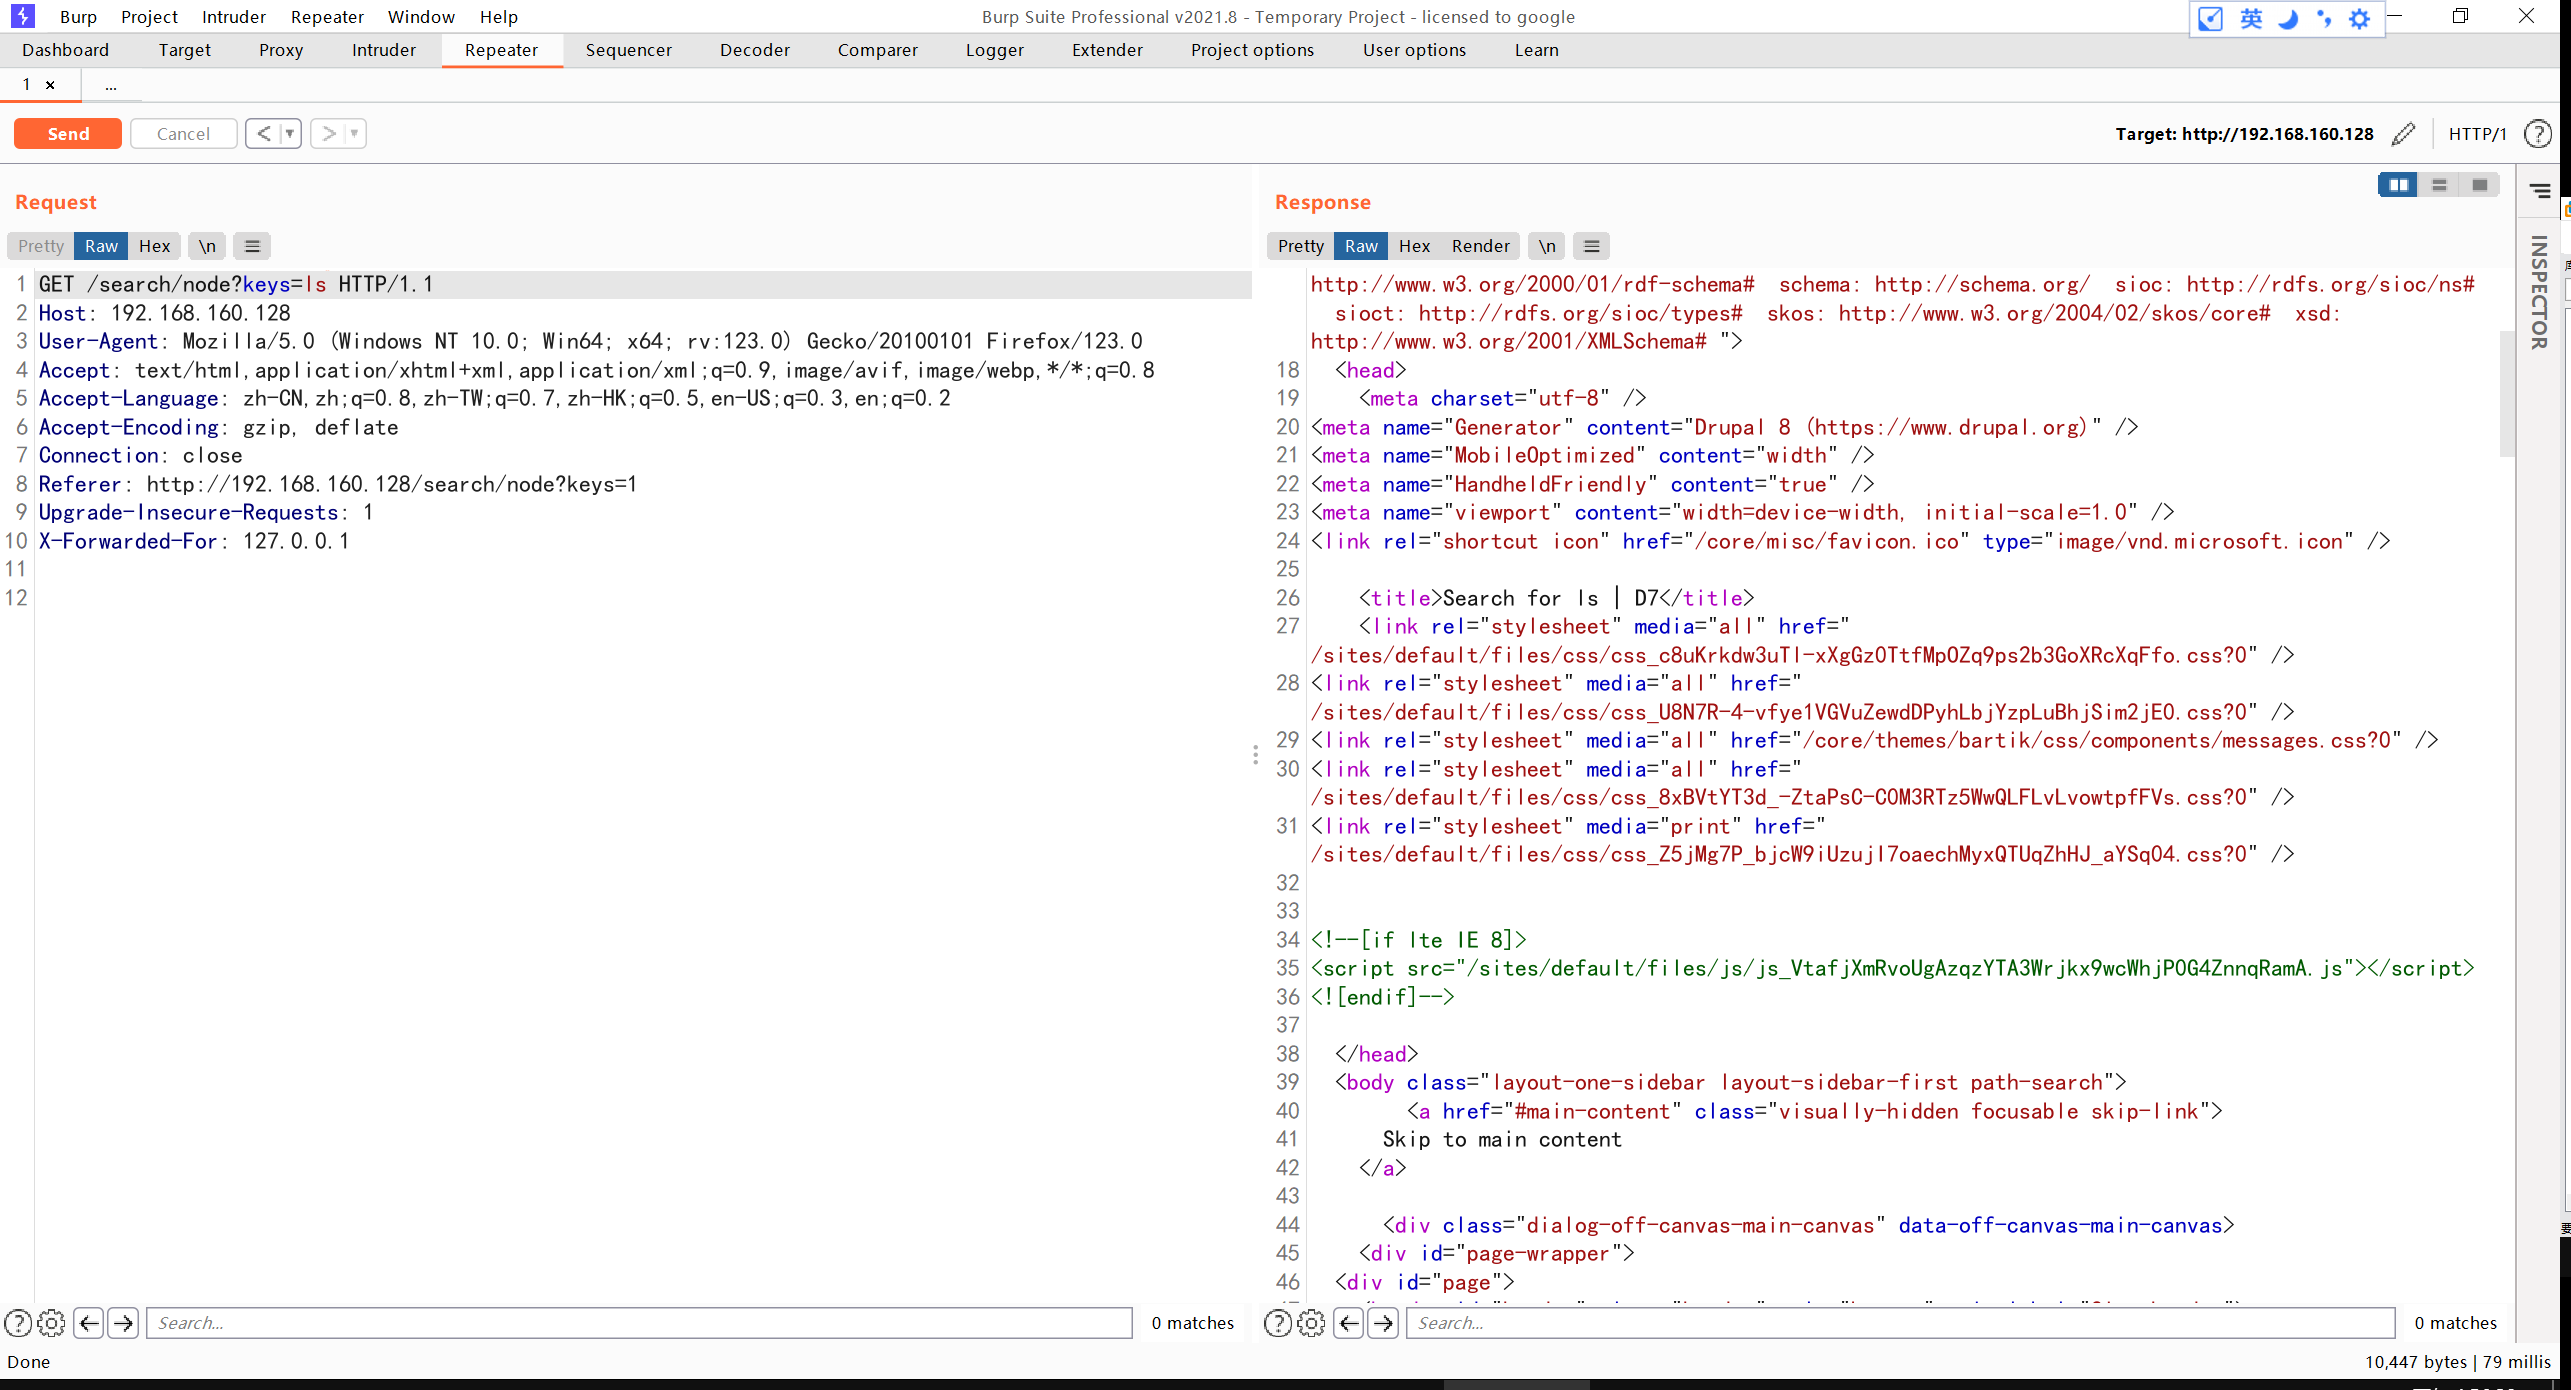 Burp Project Intruder Repeater Window Help
Burp Suite Professional v2021.8 - Temporary Project - licensed to google
英
Dashboard Target Proxy Intruder Repeater Sequencer Decoder Comparer Logger Extender Project options User options Learn
1 × ...
Send Cancel < >
Target: http://192.168.160.128 HTTP/1 ?
Request
Pretty Raw Hex \n
1 GET /search/node?keys=ls HTTP/1.1
2 Host: 192.168.160.128
3 User-Agent: Mozilla/5.0 (Windows NT 10.0; Win64; x64; rv:123.0) Gecko/20100101 Firefox/123.0
4 Accept: text/html,application/xhtml+xml,application/xml;q=0.9,image/avif,image/webp,*/*;q=0.8
5 Accept-Language: zh-CN,zh;q=0.8,zh-TW;q=0.7,zh-HK;q=0.5,en-US;q=0.3,en;q=0.2
6 Accept-Encoding: gzip, deflate
7 Connection: close
8 Referer: http://192.168.160.128/search/node?keys=1
9 Upgrade-Insecure-Requests: 1
10 X-Forwarded-For: 127.0.0.1
11
12
Response
Pretty Raw Hex Render \n
http://www.w3.org/2000/01/rdf-schema#  schema: http://schema.org/  sioc: http://rdfs.org/sioc/ns#
sioct: http://rdfs.org/sioc/types#  skos: http://www.w3.org/2004/02/skos/core#  xsd:
http://www.w3.org/2001/XMLSchema# ">
18 <head>
19 <meta charset="utf-8" />
20 <meta name="Generator" content="Drupal 8 (https://www.drupal.org)" />
21 <meta name="MobileOptimized" content="width" />
22 <meta name="HandheldFriendly" content="true" />
23 <meta name="viewport" content="width=device-width, initial-scale=1.0" />
24 <link rel="shortcut icon" href="/core/misc/favicon.ico" type="image/vnd.microsoft.icon" />
25
26 <title>Search for ls | D7</title>
27 <link rel="stylesheet" media="all" href="
/sites/default/files/css/css_c8uKrkdw3uTl-xXgGz0TtfMpOZq9ps2b3GoXRcXqFfo.css?0" />
28 <link rel="stylesheet" media="all" href="
/sites/default/files/css/css_U8N7R-4-vfye1VGVuZewdDPyhLbjYzpLuBhjSim2jE0.css?0" />
29 <link rel="stylesheet" media="all" href="/core/themes/bartik/css/components/messages.css?0" />
30 <link rel="stylesheet" media="all" href="
/sites/default/files/css/css_8xBVtYT3d_-ZtaPsC-COM3RTz5WwQLFLvLvowtpfFVs.css?0" />
31 <link rel="stylesheet" media="print" href="
/sites/default/files/css/css_Z5jMg7P_bjcW9iUzujI7oaechMyxQTUqZhHJ_aYSq04.css?0" />
32
33
34 <!--[if lte IE 8]>
35 <script src="/sites/default/files/js/js_VtafjXmRvoUgAzqzYTA3Wrjkx9wcWhjP0G4ZnnqRamA.js"></script>
36 <![endif]-->
37
38 </head>
39 <body class="layout-one-sidebar layout-sidebar-first path-search">
40 <a href="#main-content" class="visually-hidden focusable skip-link">
41 Skip to main content
42 </a>
43
44 <div class="dialog-off-canvas-main-canvas" data-off-canvas-main-canvas>
45 <div id="page-wrapper">
46 <div id="page">
INSPECTOR
? Search... 0 matches
? Search... 0 matches
Done
10,447 bytes | 79 millis